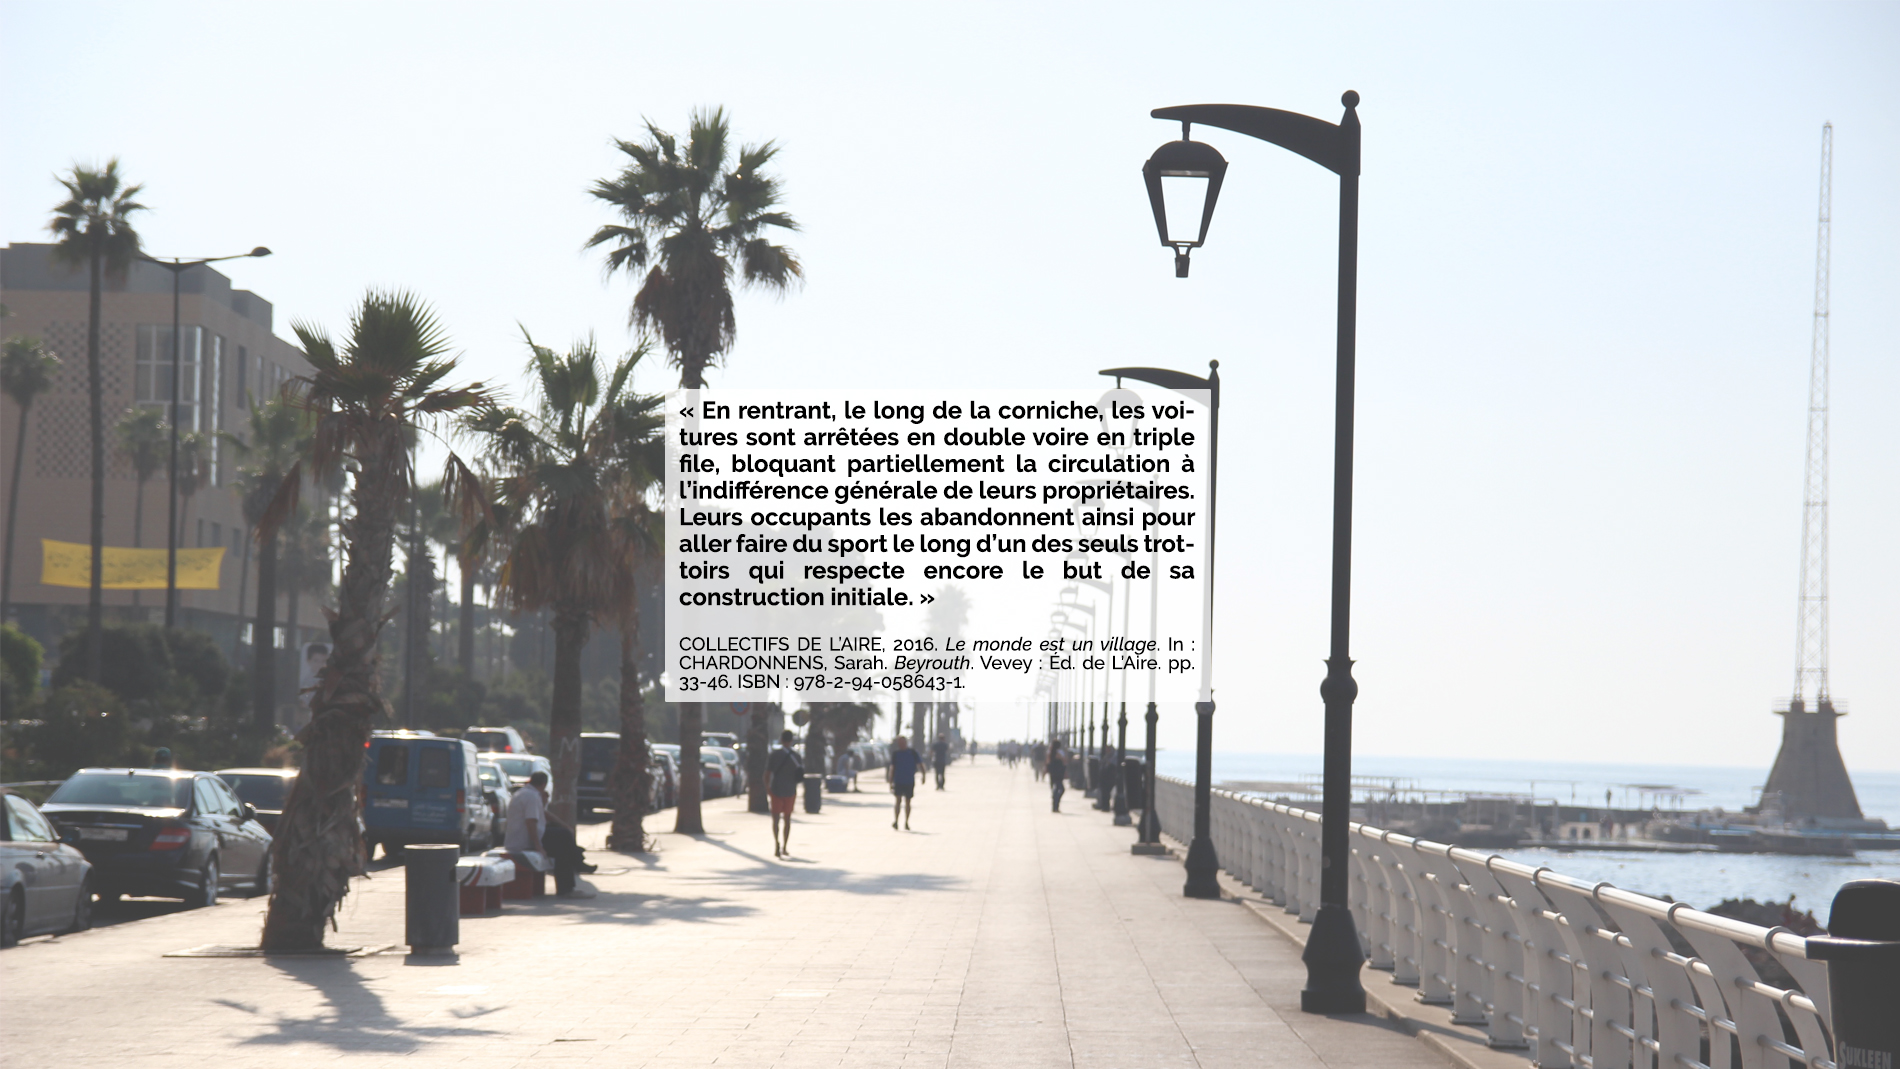 « En rentrant, le long de la corniche, les voi-
tures sont arrêtées en double voire en triple
file, bloquant partiellement la circulation à
l’indifférence générale de leurs propriétaires.
Leurs occupants les abandonnent ainsi pour
aller faire du sport le long d’un des seuls trot-
toirs qui respecte encore le but de sa
construction initiale. »
COLLECTIFS DE L’AIRE, 2016. Le monde est un village. In :
CHARDONNENS, Sarah. Beyrouth. Vevey : Éd. de L’Aire. pp.
33-46. ISBN : 978-2-94-058643-1.
SUKLEEN